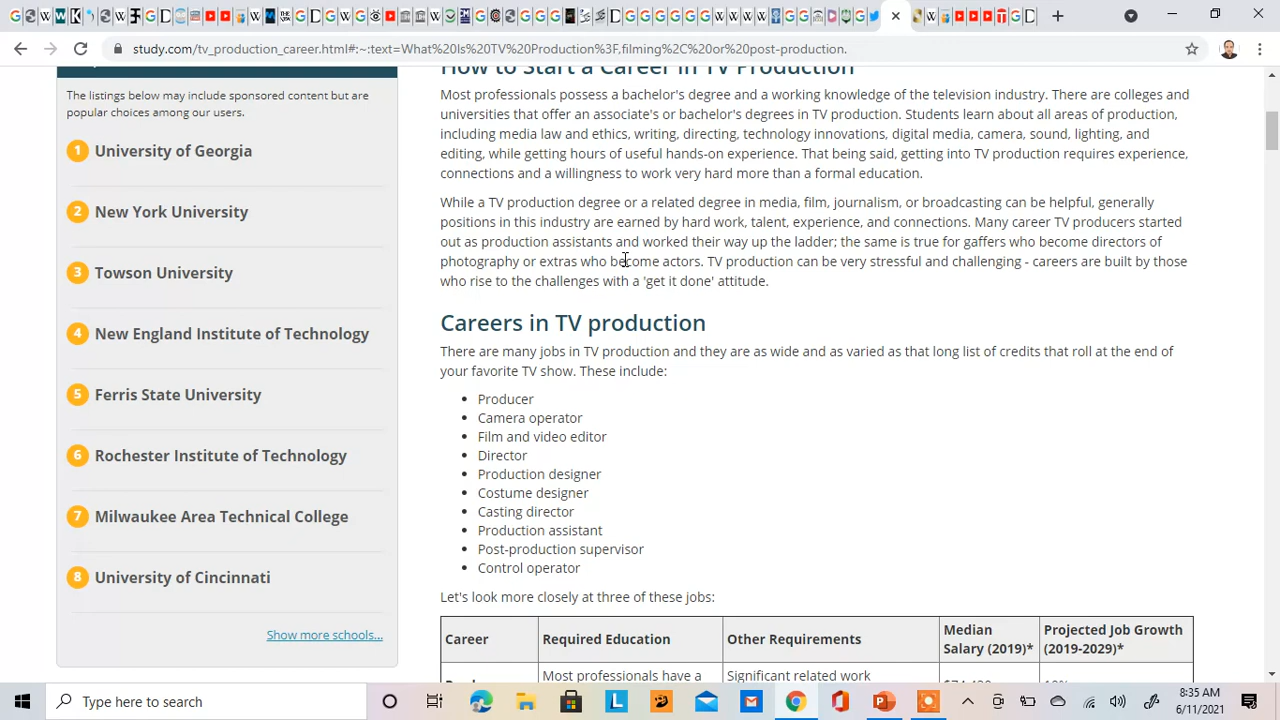 study.com/tv_production_career.html#:~:text=What%20Is%20TV%20Production%3F,filming%2C%20or%20post-production.
The listings below may include sponsored content but are
popular choices among our users.
1 University of Georgia
2 New York University
3 Towson University
4 New England Institute of Technology
5 Ferris State University
6 Rochester Institute of Technology
7 Milwaukee Area Technical College
8 University of Cincinnati
Show more schools...
How to Start a Career in TV Production
Most professionals possess a bachelor's degree and a working knowledge of the television industry. There are colleges and
universities that offer an associate's or bachelor's degrees in TV production. Students learn about all areas of production,
including media law and ethics, writing, directing, technology innovations, digital media, camera, sound, lighting, and
editing, while getting hours of useful hands-on experience. That being said, getting into TV production requires experience,
connections and a willingness to work very hard more than a formal education.
While a TV production degree or a related degree in media, film, journalism, or broadcasting can be helpful, generally
positions in this industry are earned by hard work, talent, experience, and connections. Many career TV producers started
out as production assistants and worked their way up the ladder; the same is true for gaffers who become directors of
photography or extras who become actors. TV production can be very stressful and challenging - careers are built by those
who rise to the challenges with a 'get it done' attitude.
Careers in TV production
There are many jobs in TV production and they are as wide and as varied as that long list of credits that roll at the end of
your favorite TV show. These include:
• Producer
• Camera operator
• Film and video editor
• Director
• Production designer
• Costume designer
• Casting director
• Production assistant
• Post-production supervisor
• Control operator
Let's look more closely at three of these jobs:
Career
Required Education
Other Requirements
Median
Salary (2019)*
Projected Job Growth
(2019-2029)*
Most professionals have a
Significant related work
Type here to search
8:35 AM
6/11/2021